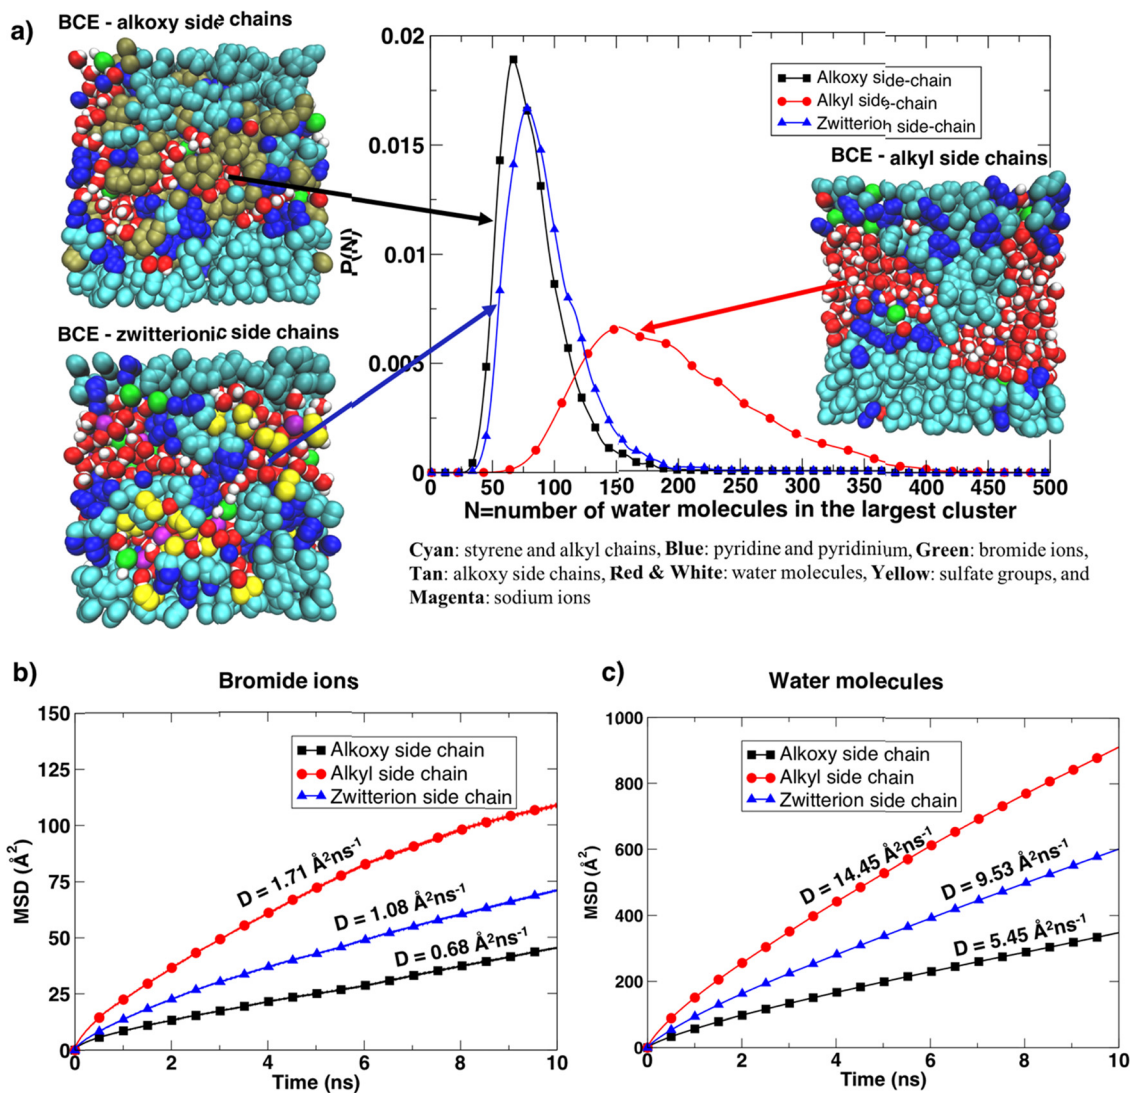 a)
BCE - alkoxy side chains
BCE - zwitterionic side chains
0.02
0.015
0.01
0.005
0
P(N)
Alkoxy side-chain
Alkyl side-chain
Zwitterion side-chain
BCE - alkyl side chains
0 50 100 150 200 250 300 350 400 450 500
N=number of water molecules in the largest cluster
Cyan: styrene and alkyl chains, Blue: pyridine and pyridinium, Green: bromide ions,
Tan: alkoxy side chains, Red & White: water molecules, Yellow: sulfate groups, and
Magenta: sodium ions
b)
Bromide ions
150
125
100
75
50
25
0
MSD (Å²)
Alkoxy side chain
Alkyl side chain
Zwitterion side chain
D = 1.71 Å²ns⁻¹
D = 1.08 Å²ns⁻¹
D = 0.68 Å²ns⁻¹
0 2 4 6 8 10
Time (ns)
c)
Water molecules
1000
800
600
400
200
0
MSD (Å²)
Alkoxy side chain
Alkyl side chain
Zwitterion side chain
D = 14.45 Å²ns⁻¹
D = 9.53 Å²ns⁻¹
D = 5.45 Å²ns⁻¹
0 2 4 6 8 10
Time (ns)